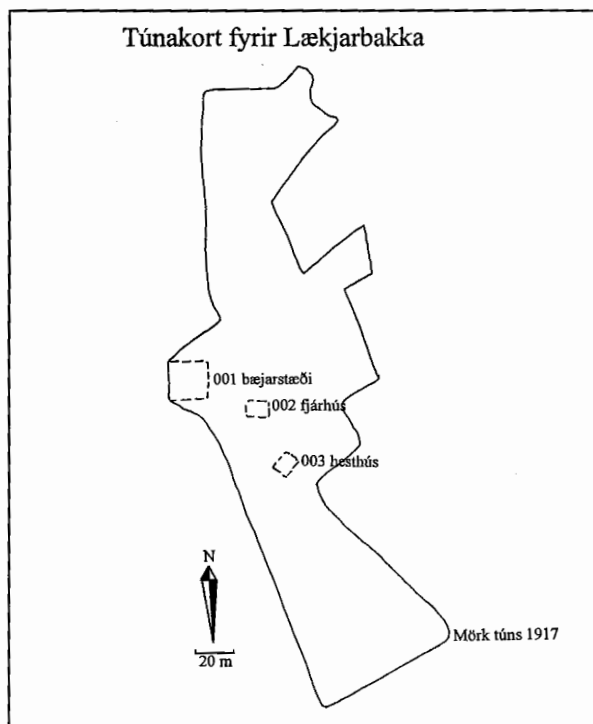 Túnakort fyrir Lækjarbakka
001 bæjarstæði
002 fjárhús
003 hesthús
N
20 m
Mörk túns 1917